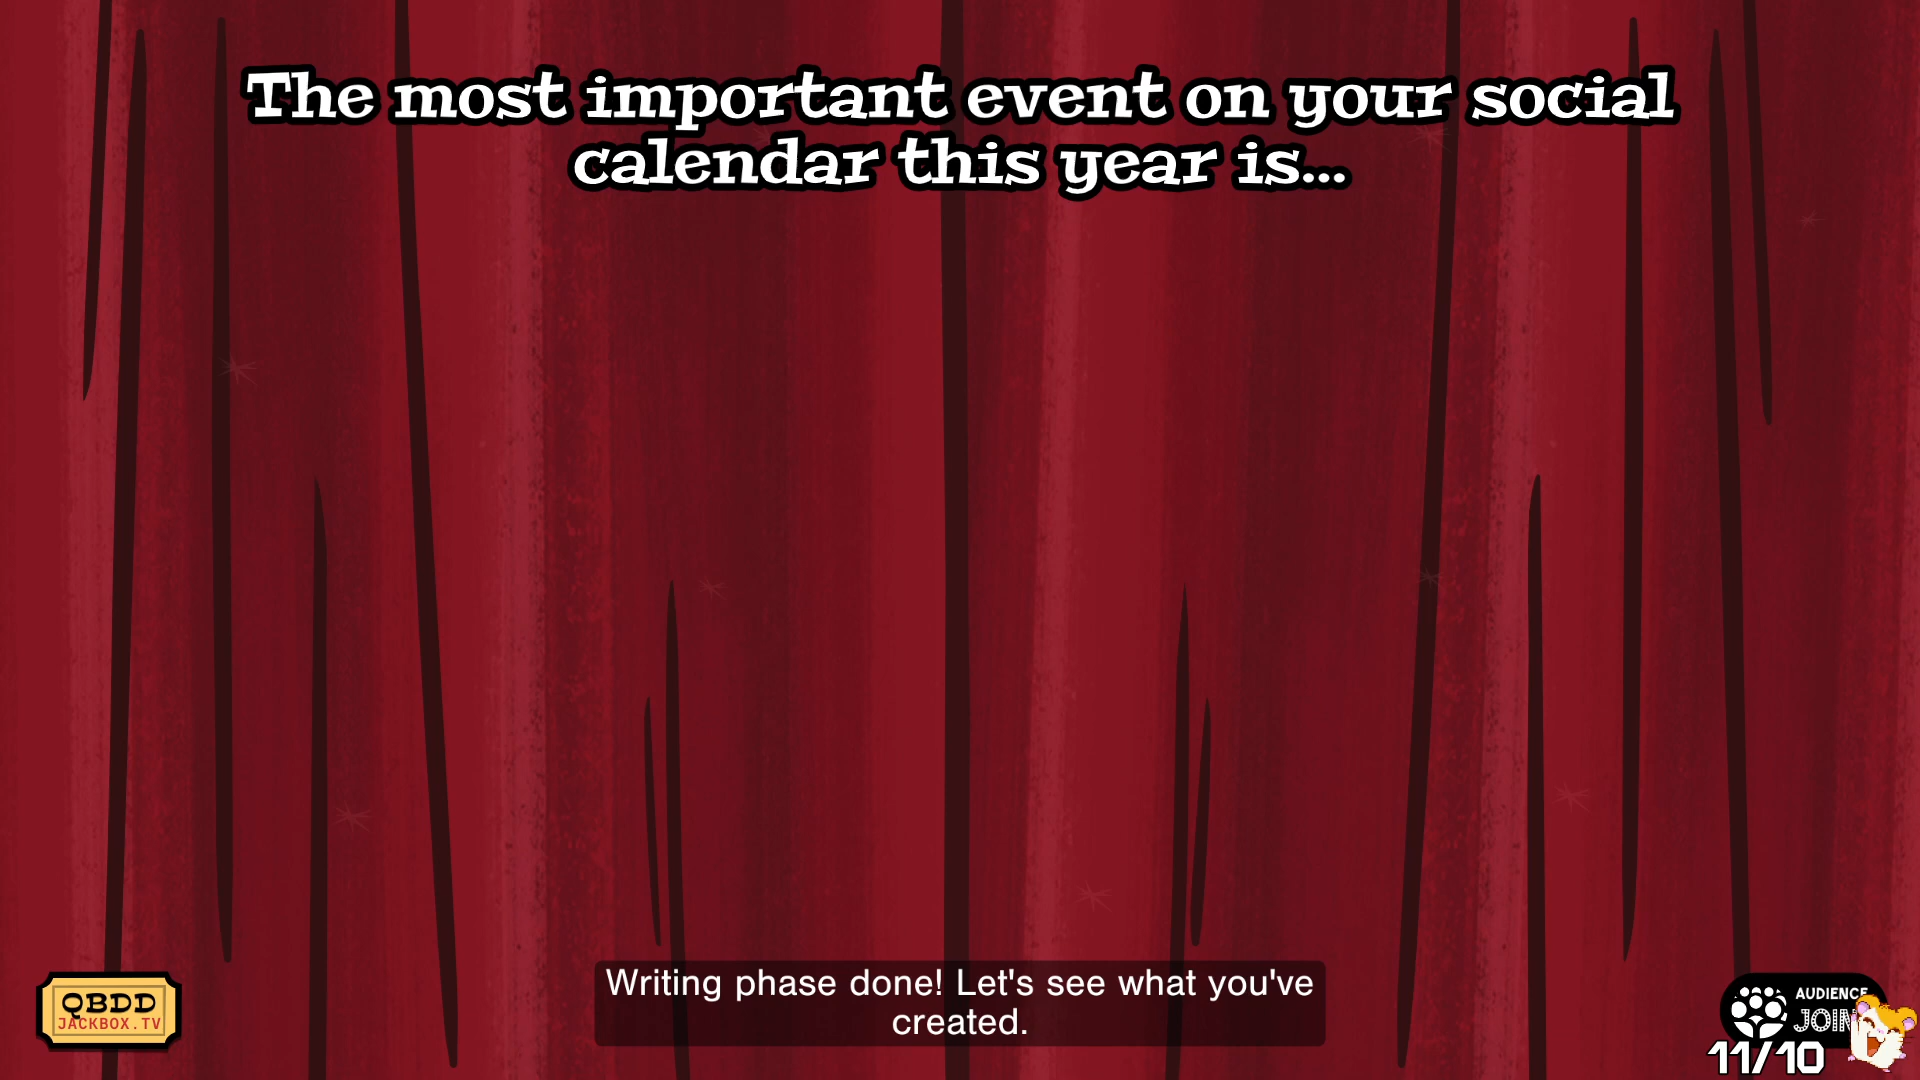 The most important event on your social
calendar this year is...
Writing phase done! Let's see what you've
created.
QBDD
JACKBOX.TV
AUDIENCE
11/10